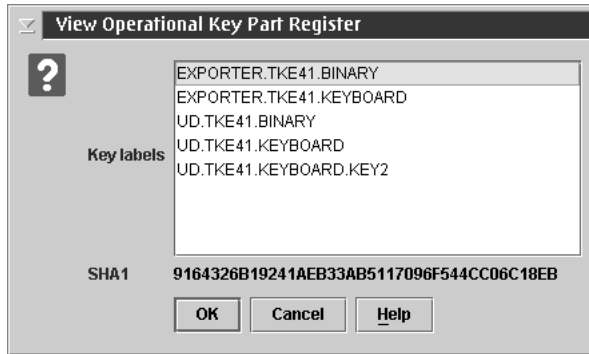 View Operational Key Part Register
?
EXPORTER.TKE41.BINARY
EXPORTER.TKE41.KEYBOARD
UD.TKE41.BINARY
Key labels UD.TKE41.KEYBOARD
UD.TKE41.KEYBOARD.KEY2
SHA1 9164326B19241AEB33AB5117096F544CC06C18EB
OK Cancel Help